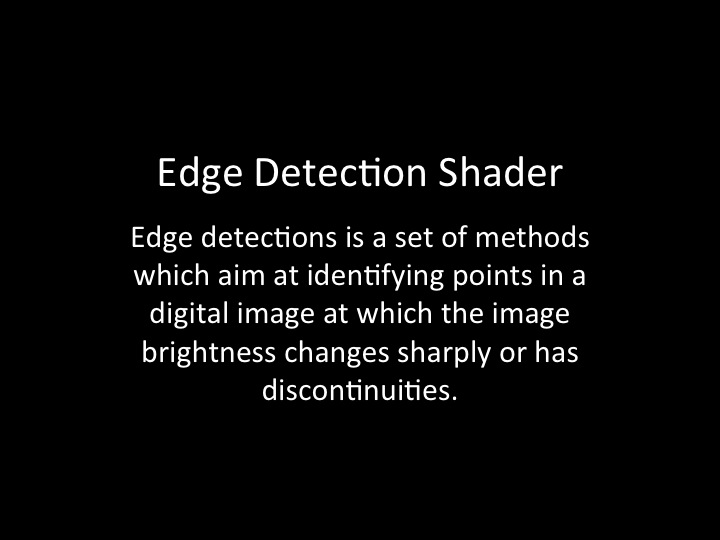 Edge Detection Shader
Edge detections is a set of methods
which aim at identifying points in a
digital image at which the image
brightness changes sharply or has
discontinuities.